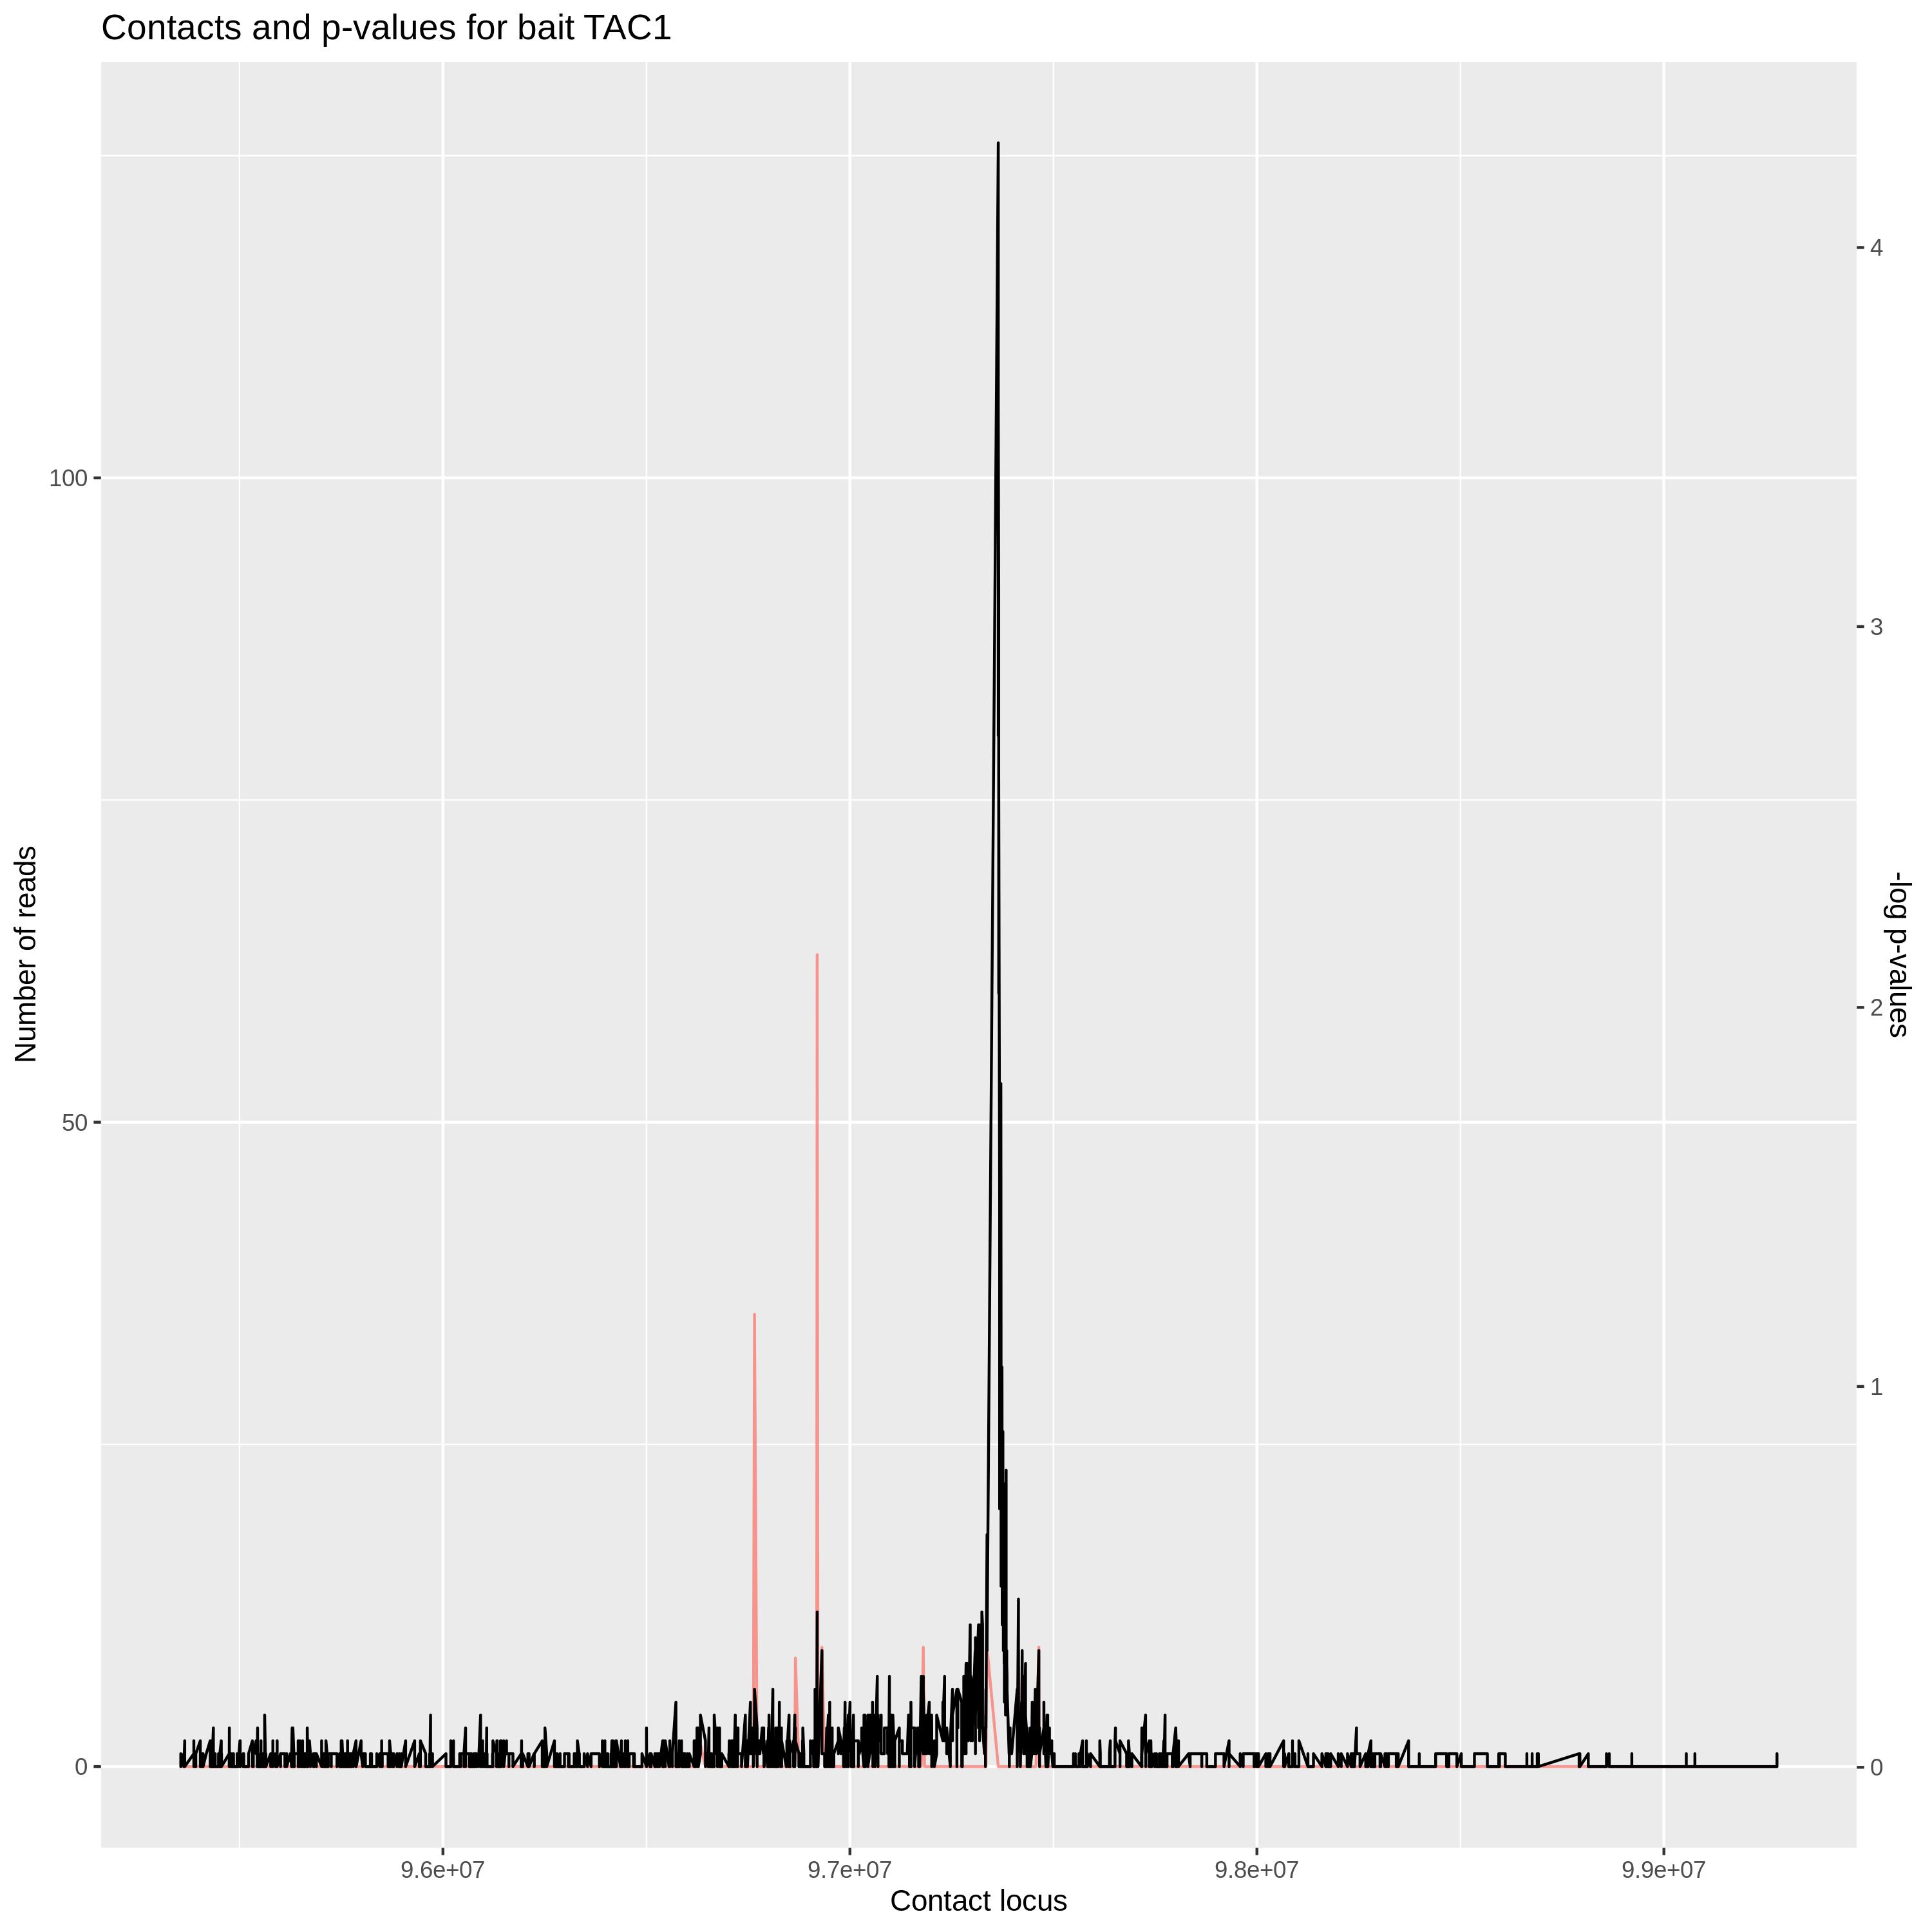 Contacts and p-values for bait TAC1
Number of reads
100
50
0
4
3
2
1
0
-log p-values
9.6e+07
9.7e+07
9.8e+07
9.9e+07
Contact locus